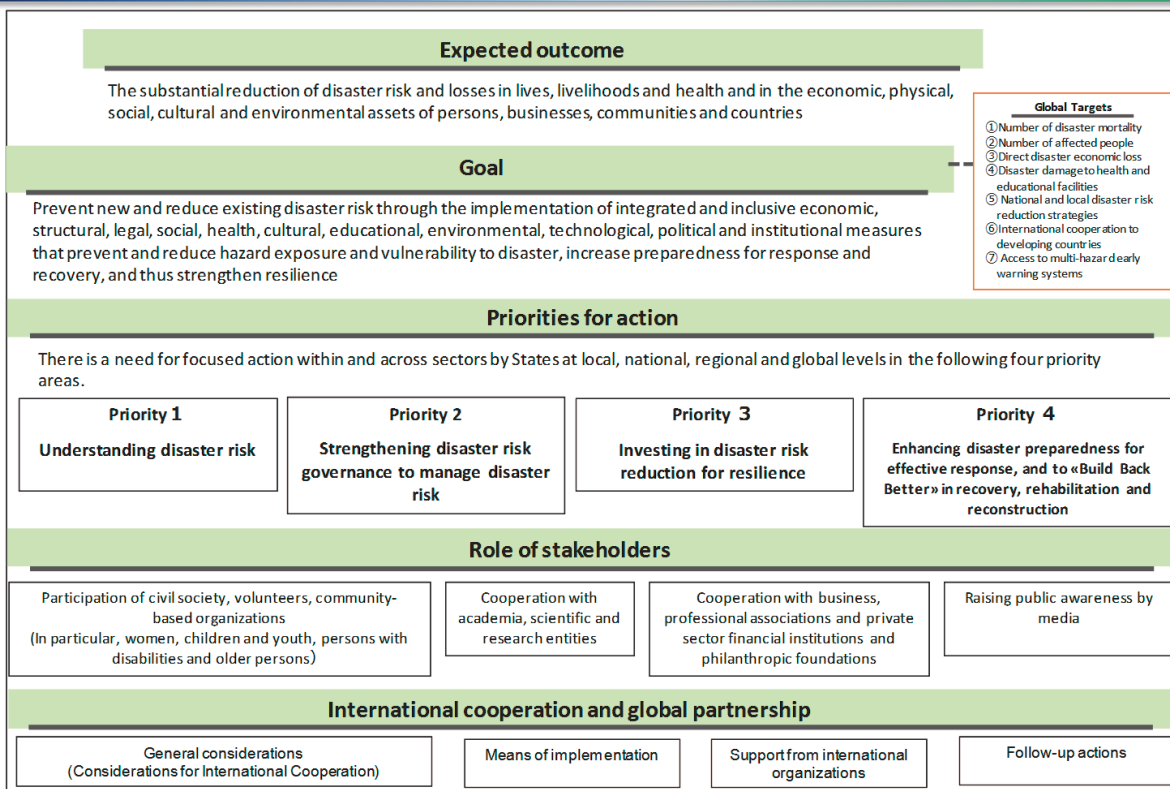 Expected outcome
The substantial reduction of disaster risk and losses in lives, livelihoods and health and in the economic, physical,
social, cultural and environmental assets of persons, businesses, communities and countries
Global Targets
①Number of disaster mortality
②Number of affected people
③Direct disaster economic loss
④Disaster damage to health and
educational facilities
⑤ National and local disaster risk
reduction strategies
⑥International cooperation to
developing countries
⑦ Access to multi-hazard early
warning systems
Goal
Prevent new and reduce existing disaster risk through the implementation of integrated and inclusive economic,
structural, legal, social, health, cultural, educational, environmental, technological, political and institutional measures
that prevent and reduce hazard exposure and vulnerability to disaster, increase preparedness for response and
recovery, and thus strengthen resilience
Priorities for action
There is a need for focused action within and across sectors by States at local, national, regional and global levels in the following four priority
areas.
Priority 1
Understanding disaster risk
Priority 2
Strengthening disaster risk
governance to manage disaster
risk
Priority 3
Investing in disaster risk
reduction for resilience
Priority 4
Enhancing disaster preparedness for
effective response, and to «Build Back
Better» in recovery, rehabilitation and
reconstruction
Role of stakeholders
Participation of civil society, volunteers, community-
based organizations
(In particular, women, children and youth, persons with
disabilities and older persons)
Cooperation with
academia, scientific and
research entities
Cooperation with business,
professional associations and private
sector financial institutions and
philanthropic foundations
Raising public awareness by
media
International cooperation and global partnership
General considerations
(Considerations for International Cooperation)
Means of implementation
Support from international
organizations
Follow-up actions